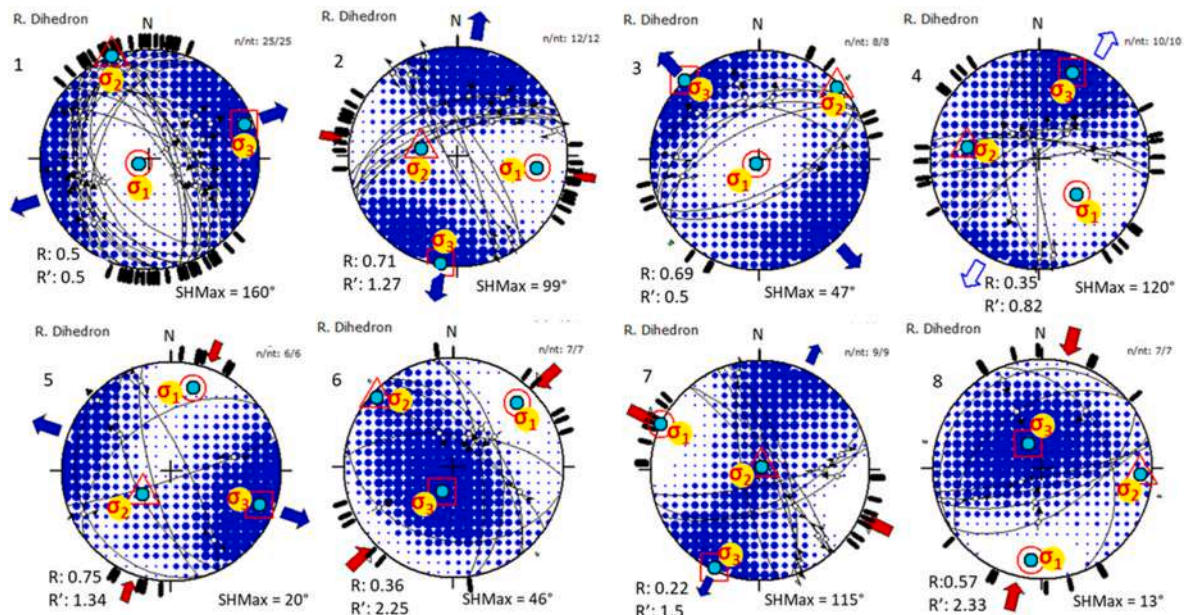 R. Dihedron
N
n/nt: 25/25
1
σ2
σ3
σ1
R: 0.5
R': 0.5
SHMax = 160°
R. Dihedron
N
n/nt: 12/12
2
σ2
σ1
σ3
R: 0.71
R': 1.27
SHMax = 99°
R. Dihedron
N
n/nt: 8/8
3
σ3
σ2
σ1
R: 0.69
R': 0.5
SHMax = 47°
R. Dihedron
N
n/nt: 10/10
4
σ3
σ2
σ1
R: 0.35
R': 0.82
SHMax = 120°
R. Dihedron
N
n/nt: 6/6
5
σ1
σ2
σ3
R: 0.75
R': 1.34
SHMax = 20°
R. Dihedron
N
n/nt: 7/7
6
σ2
σ1
σ3
R: 0.36
R': 2.25
SHMax = 46°
R. Dihedron
N
n/nt: 9/9
7
σ1
σ2
σ3
R: 0.22
R': 1.5
SHMax = 115°
R. Dihedron
N
n/nt: 7/7
8
σ3
σ2
σ1
R:0.57
R': 2.33
SHMax = 13°